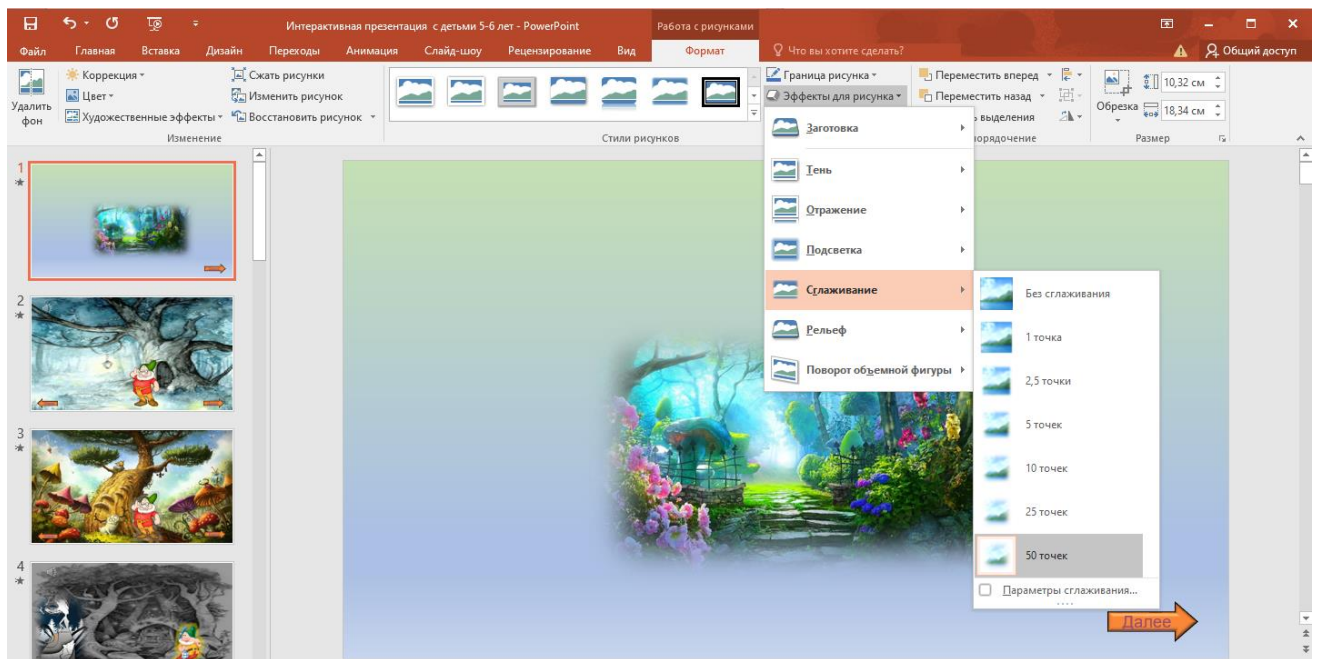 Интерактивная презентация с детьми 5-6 лет - PowerPoint
Работа с рисунками
Файл Главная Вставка Дизайн Переходы Анимация Слайд-шоу Рецензирование Вид Формат Что вы хотите сделать? Общий доступ
Удалить фон
Коррекция
Цвет
Художественные эффекты
Сжать рисунки
Изменить рисунок
Восстановить рисунок
Изменение
Стили рисунков
Граница рисунка
Эффекты для рисунка
Переместить вперед
Переместить назад
выделения
Обрезка
10,32 см
18,34 см
Размер
Заготовка
Тень
Отражение
Подсветка
Сглаживание
Рельеф
Поворот объемной фигуры
Без сглаживания
1 точка
2,5 точки
5 точек
10 точек
25 точек
50 точек
Параметры сглаживания...
1
2
3
4
Далее